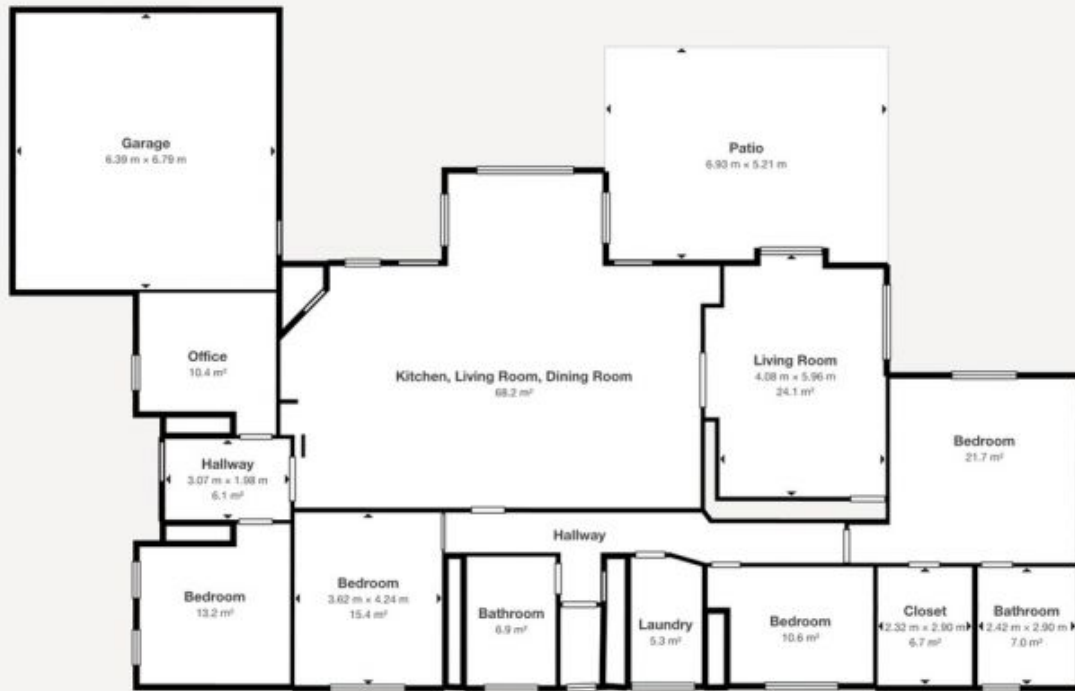 Garage
6.39 m × 6.79 m
Patio
6.93 m × 5.21 m
Office
10.4 m²
Kitchen, Living Room, Dining Room
68.2 m²
Living Room
4.08 m × 5.96 m
24.1 m²
Bedroom
21.7 m²
Hallway
3.07 m × 1.98 m
6.1 m²
Hallway
Bedroom
13.2 m²
Bedroom
3.62 m × 4.24 m
15.4 m²
Bathroom
6.9 m²
Laundry
5.3 m²
Bedroom
10.6 m²
Closet
2.32 m × 2.90 m
6.7 m²
Bathroom
2.42 m × 2.90 m
7.0 m²